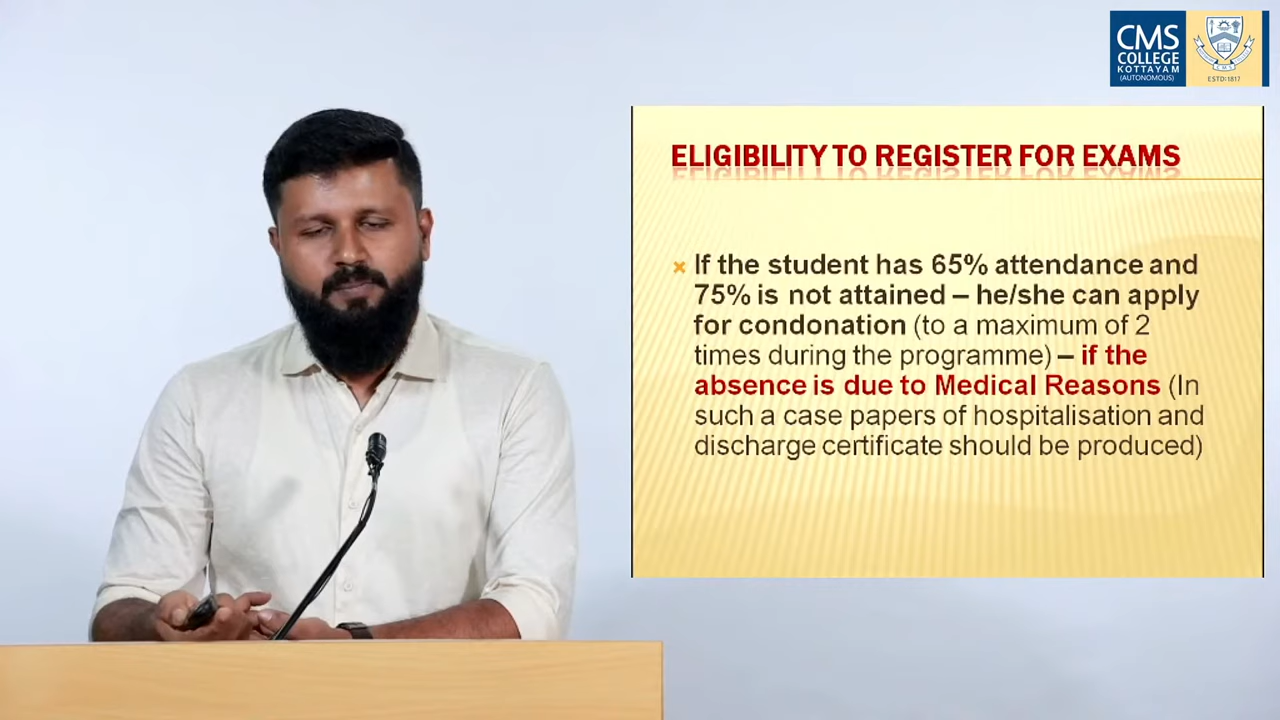 CMS
COLLEGE
KOTTAYAM
(AUTONOMOUS)
CMS
ESTD:1817
ELIGIBILITY TO REGISTER FOR EXAMS
If the student has 65% attendance and
75% is not attained – he/she can apply
for condonation (to a maximum of 2
times during the programme) – if the
absence is due to Medical Reasons (In
such a case papers of hospitalisation and
discharge certificate should be produced)